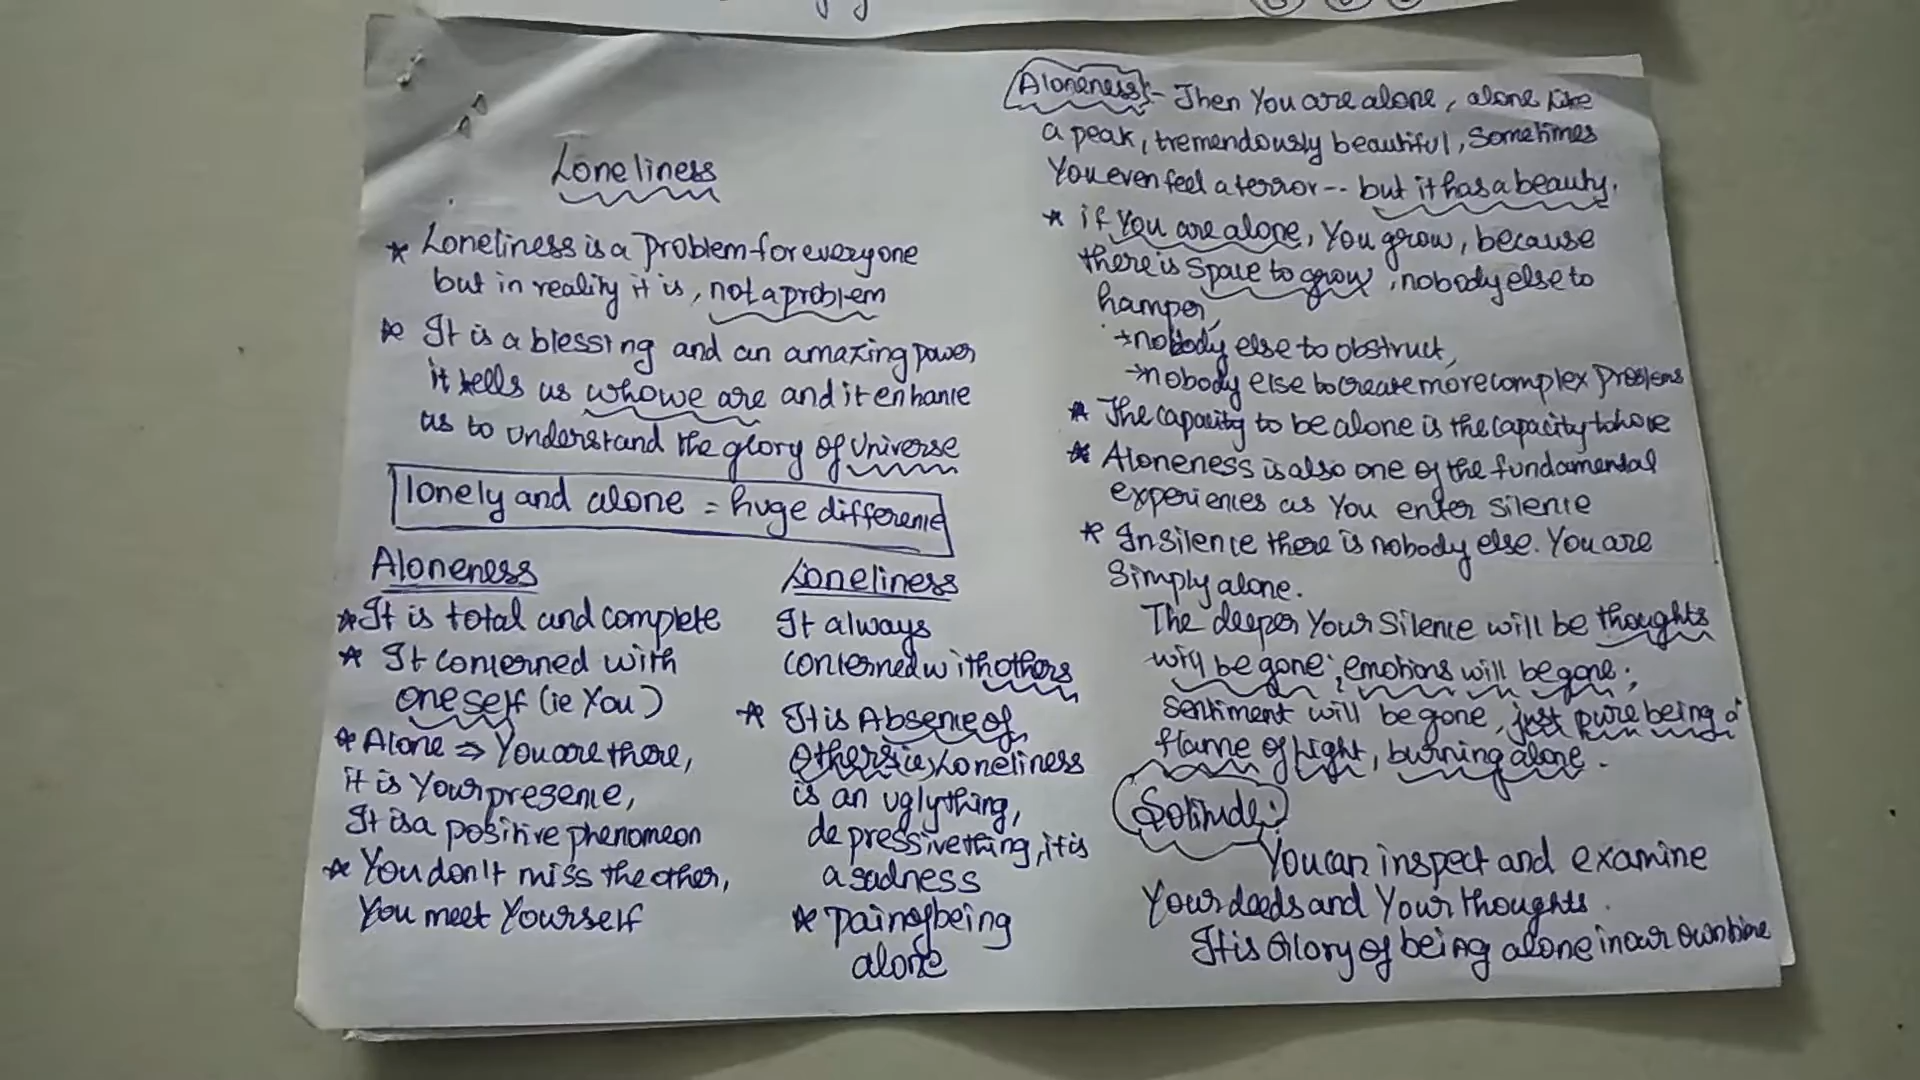 Loneliness
* Loneliness is a Problem for everyone
but in reality it is, not a problem
* It is a blessing and an amazing power
it tells us who we are and it enhance
us to understand the glory of Universe
lonely and alone = huge difference
Aloneness
* It is total and complete
* It concerned with
oneself (ie You)
* Alone ⇒ You are there,
it is Your presence,
It is a positive phenomeon
* You don't miss the other,
You meet Yourself
Loneliness
It always
concerned with others
* It is Absence of
Others ie, Loneliness
is an ugly thing,
depressive thing, it is
a sadness
* Pain of being
alone
Aloneness:- Then You are alone, alone like
a peak, tremendously beautiful, Sometimes
You even feel a terror -- but it has a beauty.
* if You are alone, You grow, because
there is Space to grow, nobody else to
hamper,
→nobody else to obstruct,
→nobody else to create more complex Problems
* The capacity to be alone is the capacity to
* Aloneness is also one of the fundamental
experiences as You enter Silence
* In silence there is nobody else. You are
Simply alone.
The deeper Your Silence will be thoughts
will be gone; emotions will be gone;
Sentiment will be gone, just pure being a
flame of Light, burning alone.
Solitude:
You can inspect and examine
Your deeds and Your thoughts.
It is Glory of being alone in our own